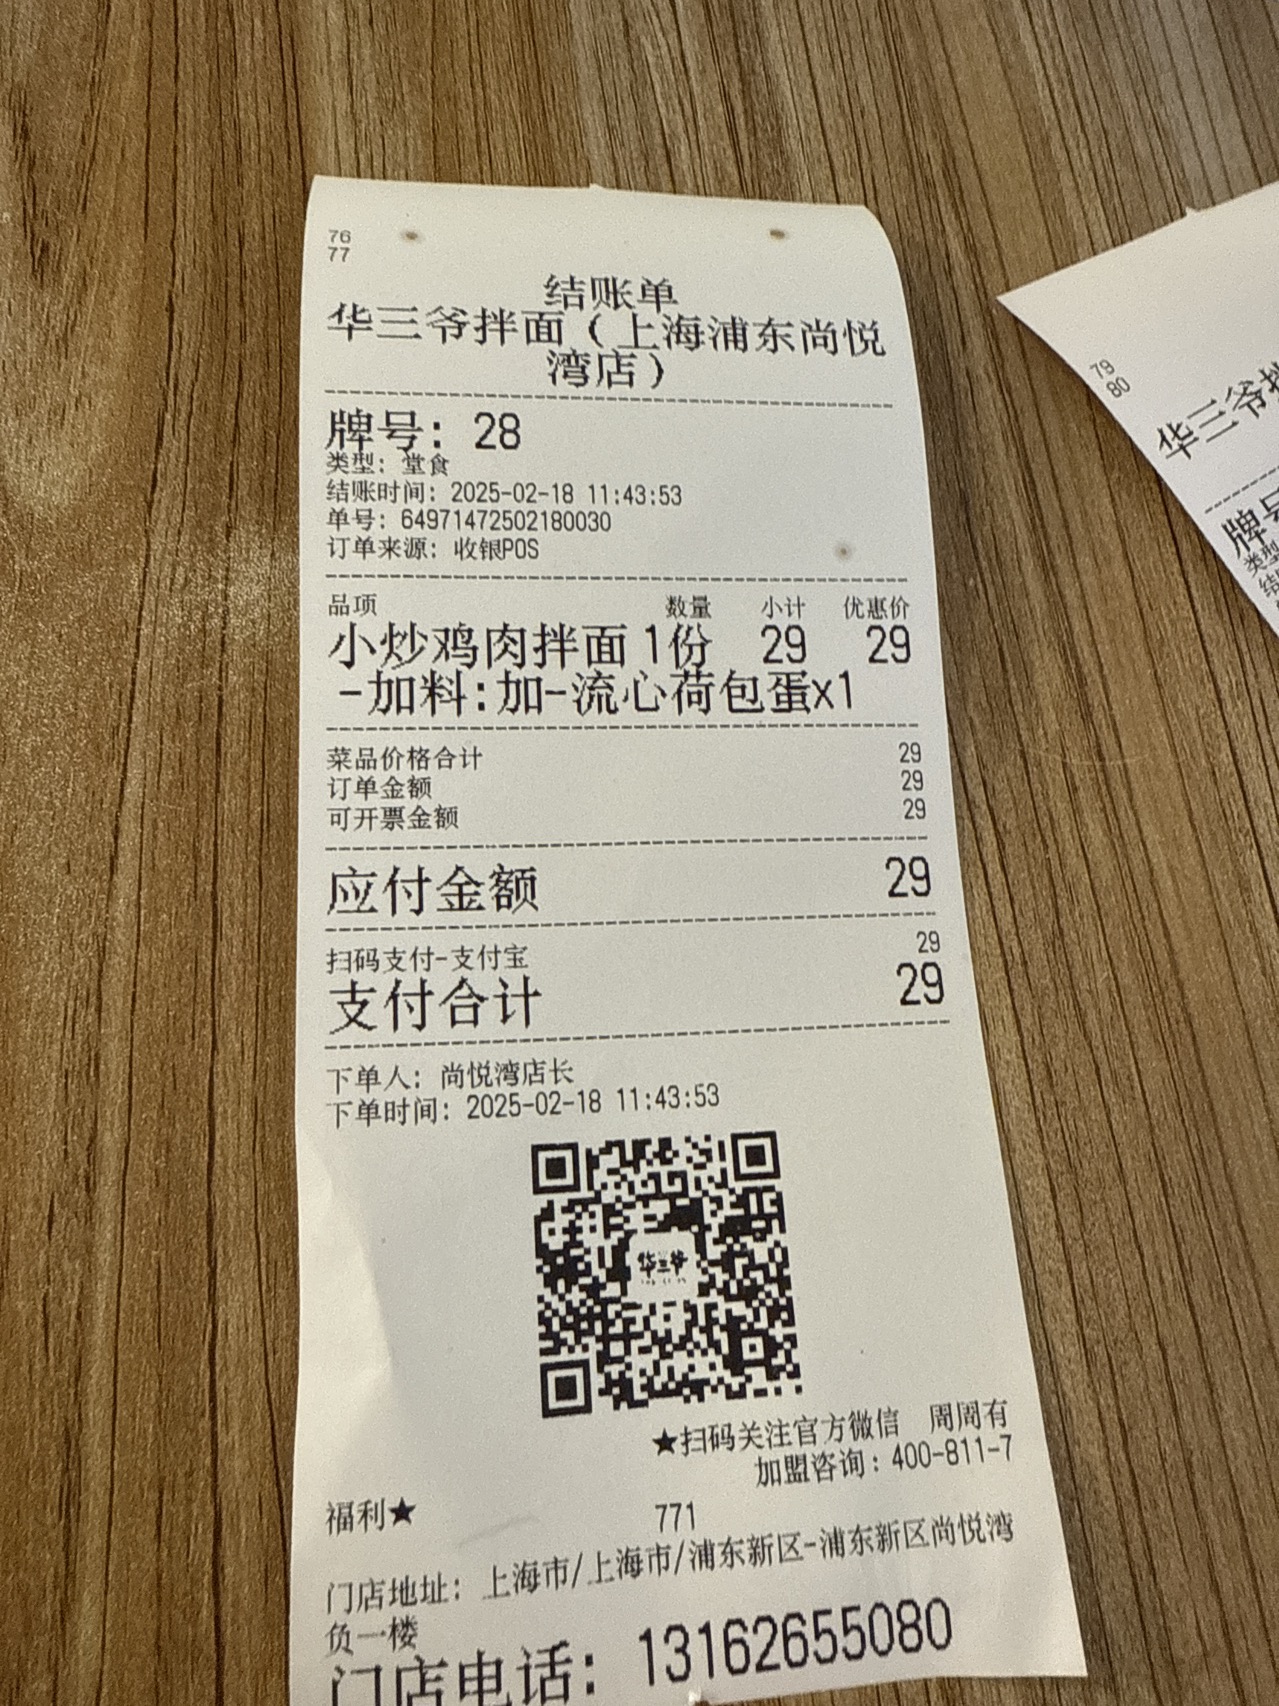 76
77
结账单
华三爷拌面（上海浦东尚悦
湾店）
牌号：28
类型：堂食
结账时间：2025-02-18 11:43:53
单号：64971472502180030
订单来源：收银POS
品项 数量 小计 优惠价
小炒鸡肉拌面 1份 29 29
-加料:加-流心荷包蛋x1
菜品价格合计 29
订单金额 29
可开票金额 29
应付金额 29
扫码支付-支付宝 29
支付合计 29
下单人：尚悦湾店长
下单时间：2025-02-18 11:43:53
华三爷
★扫码关注官方微信 周周有
加盟咨询：400-811-7
福利★ 771
门店地址：上海市/上海市/浦东新区-浦东新区尚悦湾
负一楼
门店电话：13162655080
79
80
华三爷拌
牌号
类型
结